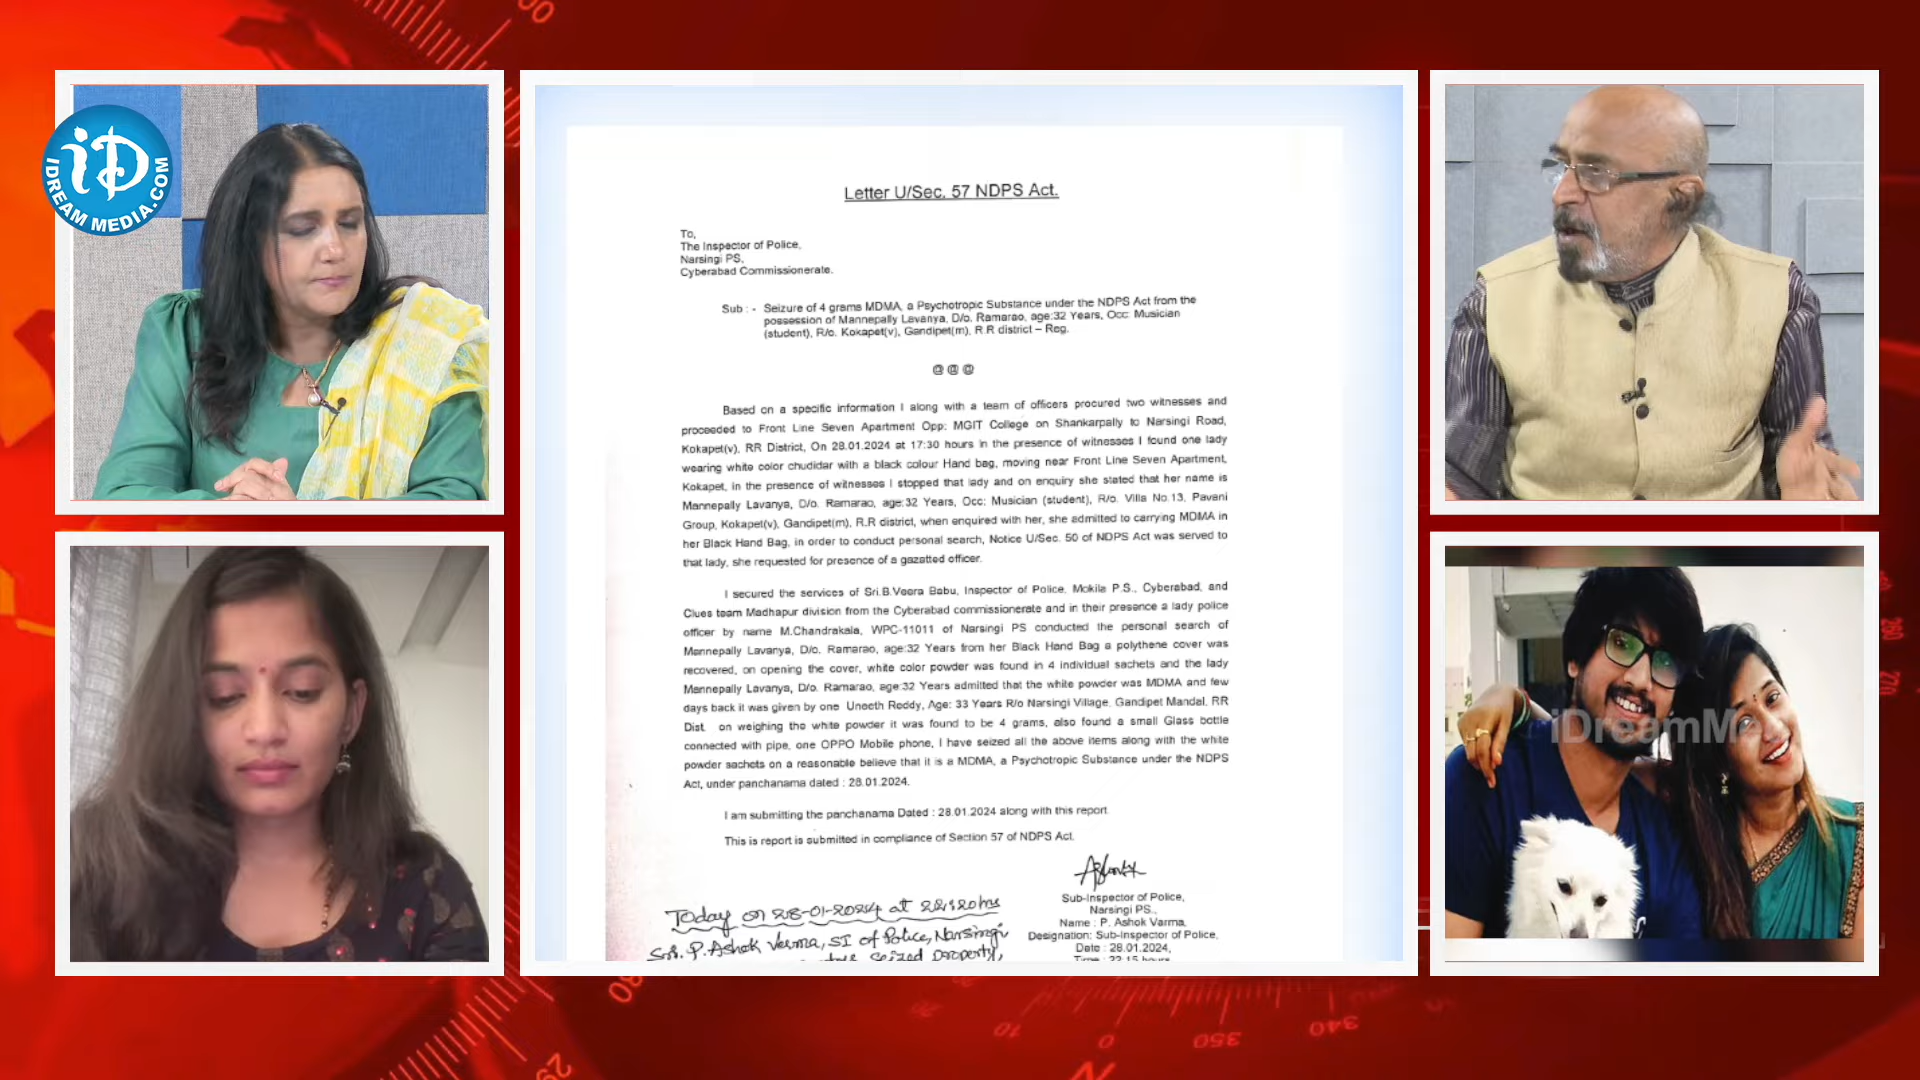 iD
IDREAM MEDIA.COM
Letter U/Sec. 57 NDPS Act.
To,
The Inspector of Police,
Narsingi PS,
Cyberabad Commissionerate.
Sub : - Seizure of 4 grams MDMA, a Psychotropic Substance under the NDPS Act from the
possession of Mannepally Lavanya, D/o. Ramarao, age:32 Years, Occ: Musician
(student), R/o. Kokapet(v), Gandipet(m), R.R district – Reg.
@@@
Based on a specific information I along with a team of officers procured two witnesses and
proceeded to Front Line Seven Apartment Opp: MGIT College on Shankarpally to Narsingi Road,
Kokapet(v), RR District, On 28.01.2024 at 17:30 hours in the presence of witnesses I found one lady
wearing white color chudidar with a black colour Hand bag, moving near Front Line Seven Apartment,
Kokapet, in the presence of witnesses I stopped that lady and on enquiry she stated that her name is
Mannepally Lavanya, D/o. Ramarao, age:32 Years, Occ: Musician (student), R/o. Villa No.13, Pavani
Group, Kokapet(v), Gandipet(m), R.R district, when enquired with her, she admitted to carrying MDMA in
her Black Hand Bag, in order to conduct personal search, Notice U/Sec. 50 of NDPS Act was served to
that lady, she requested for presence of a gazatted officer.
I secured the services of Sri.B.Veera Babu, Inspector of Police, Mokila P.S., Cyberabad, and
Clues team Madhapur division from the Cyberabad commissionerate and in their presence a lady police
officer by name M.Chandrakala, WPC-11011 of Narsingi PS conducted the personal search of
Mannepally Lavanya, D/o. Ramarao, age:32 Years from her Black Hand Bag a polythene cover was
recovered, on opening the cover, white color powder was found in 4 individual sachets and the lady
Mannepally Lavanya, D/o. Ramarao, age:32 Years admitted that the white powder was MDMA and few
days back it was given by one Uneeth Reddy, Age: 33 Years R/o Narsingi Village, Gandipet Mandal, RR
Dist. on weighing the white powder it was found to be 4 grams, also found a small Glass bottle
connected with pipe, one OPPO Mobile phone, I have seized all the above items along with the white
powder sachets on a reasonable believe that it is a MDMA, a Psychotropic Substance under the NDPS
Act, under panchanama dated : 28.01.2024.
I am submitting the panchanama Dated : 28.01.2024 along with this report.
This is report is submitted in compliance of Section 57 of NDPS Act.
Sub-Inspector of Police,
Narsingi PS.,
Name : P. Ashok Varma,
Designation: Sub-Inspector of Police,
Date : 28.01.2024,
Time : 22.15 hours
Today on 28-01-2024 at 22:20 hrs
Sri. P. Ashok Varma, SI of Police, Narsingi
Seized Property,
iDreamM
10
0
350
340
280
270